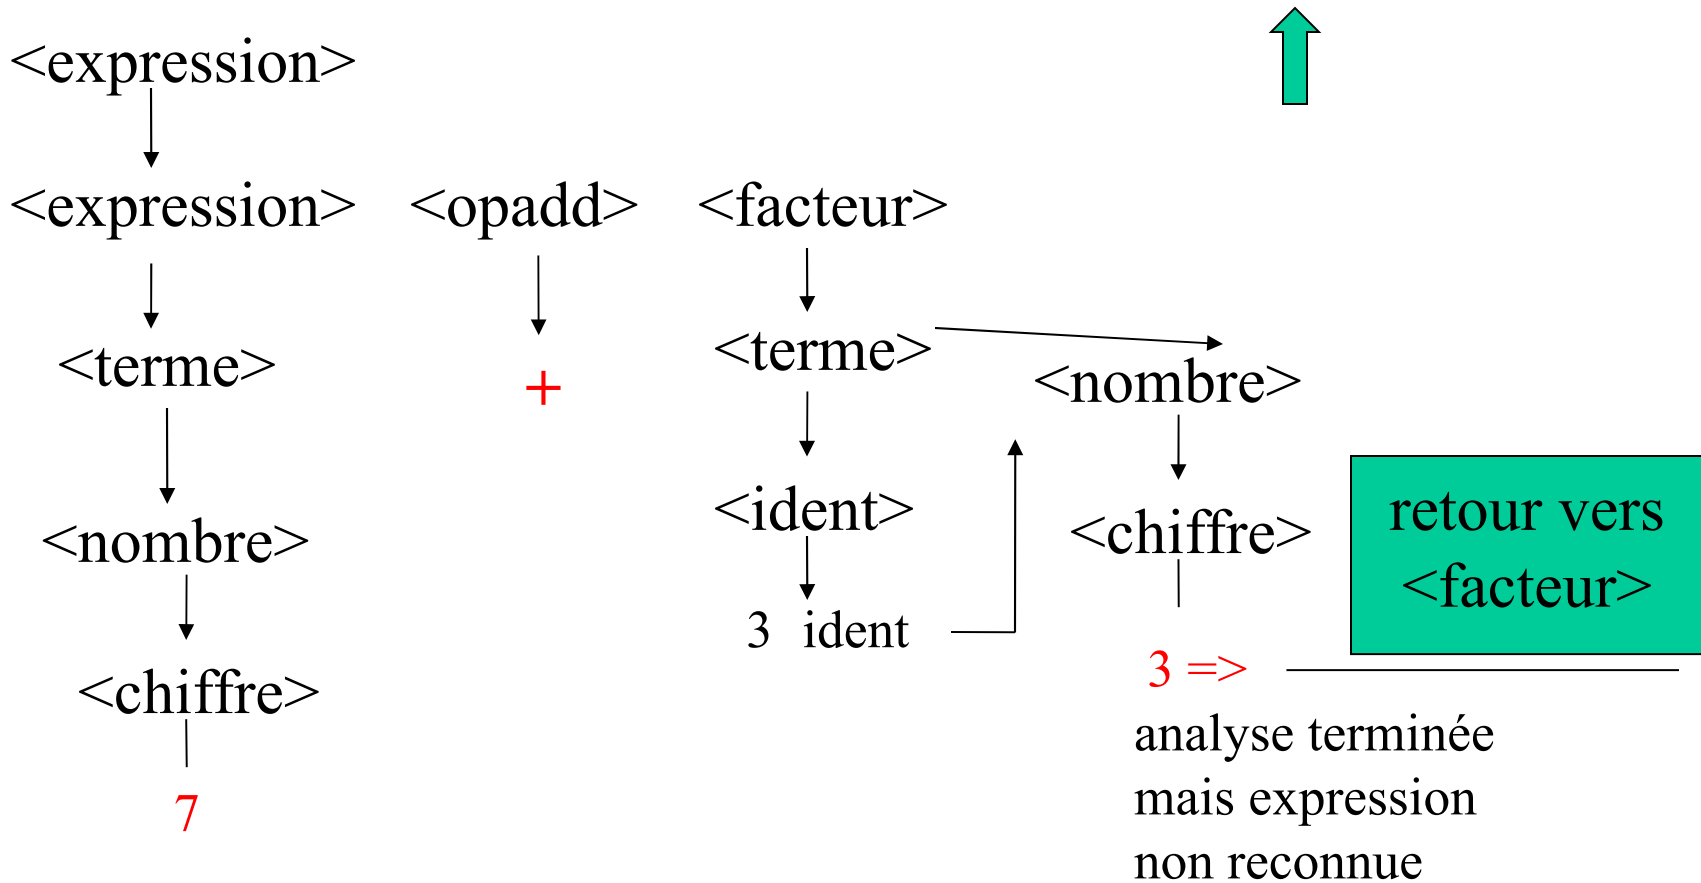 <expression>
<expression> <opadd> <facteur>
<terme>
+
<terme>
<nombre>
<nombre>
<ident>
<chiffre>
<chiffre>
3 ident
7
3 =>
analyse terminée
mais expression
non reconnue
retour vers
<facteur>